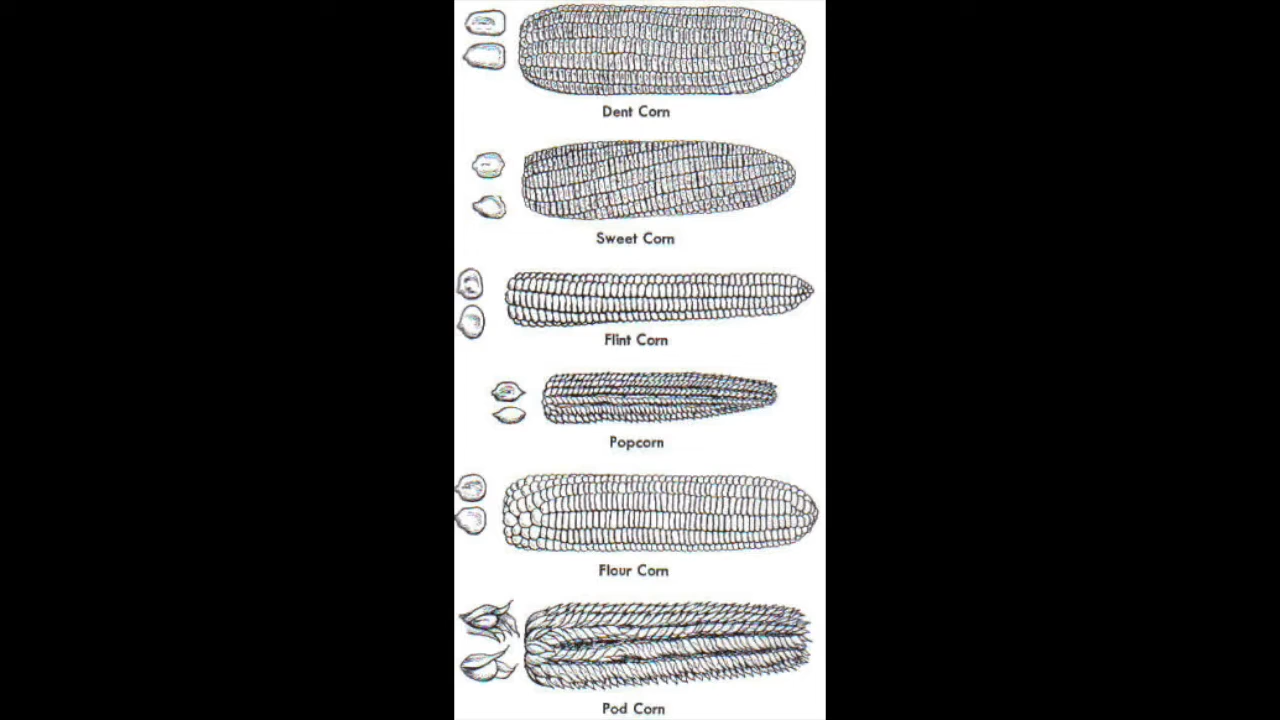 Dent Corn
Sweet Corn
Flint Corn
Popcorn
Flour Corn
Pod Corn